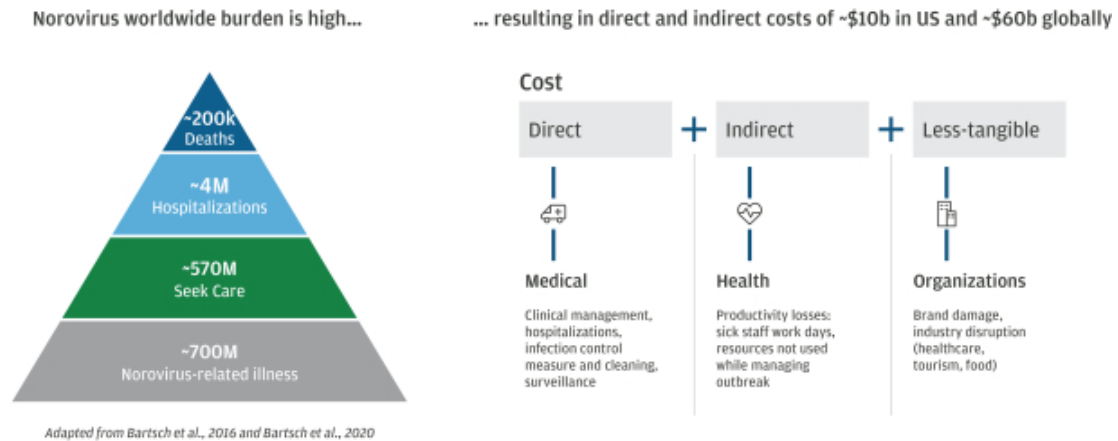 Norovirus worldwide burden is high...
~200k
Deaths
~4M
Hospitalizations
~570M
Seek Care
~700M
Norovirus-related illness
Adapted from Bartsch et al., 2016 and Bartsch et al., 2020
... resulting in direct and indirect costs of ~$10b in US and ~$60b globally
Cost
Direct + Indirect + Less-tangible
Medical
Clinical management,
hospitalizations,
infection control
measure and cleaning,
surveillance
Health
Productivity losses:
sick staff work days,
resources not used
while managing
outbreak
Organizations
Brand damage,
industry disruption
(healthcare,
tourism, food)